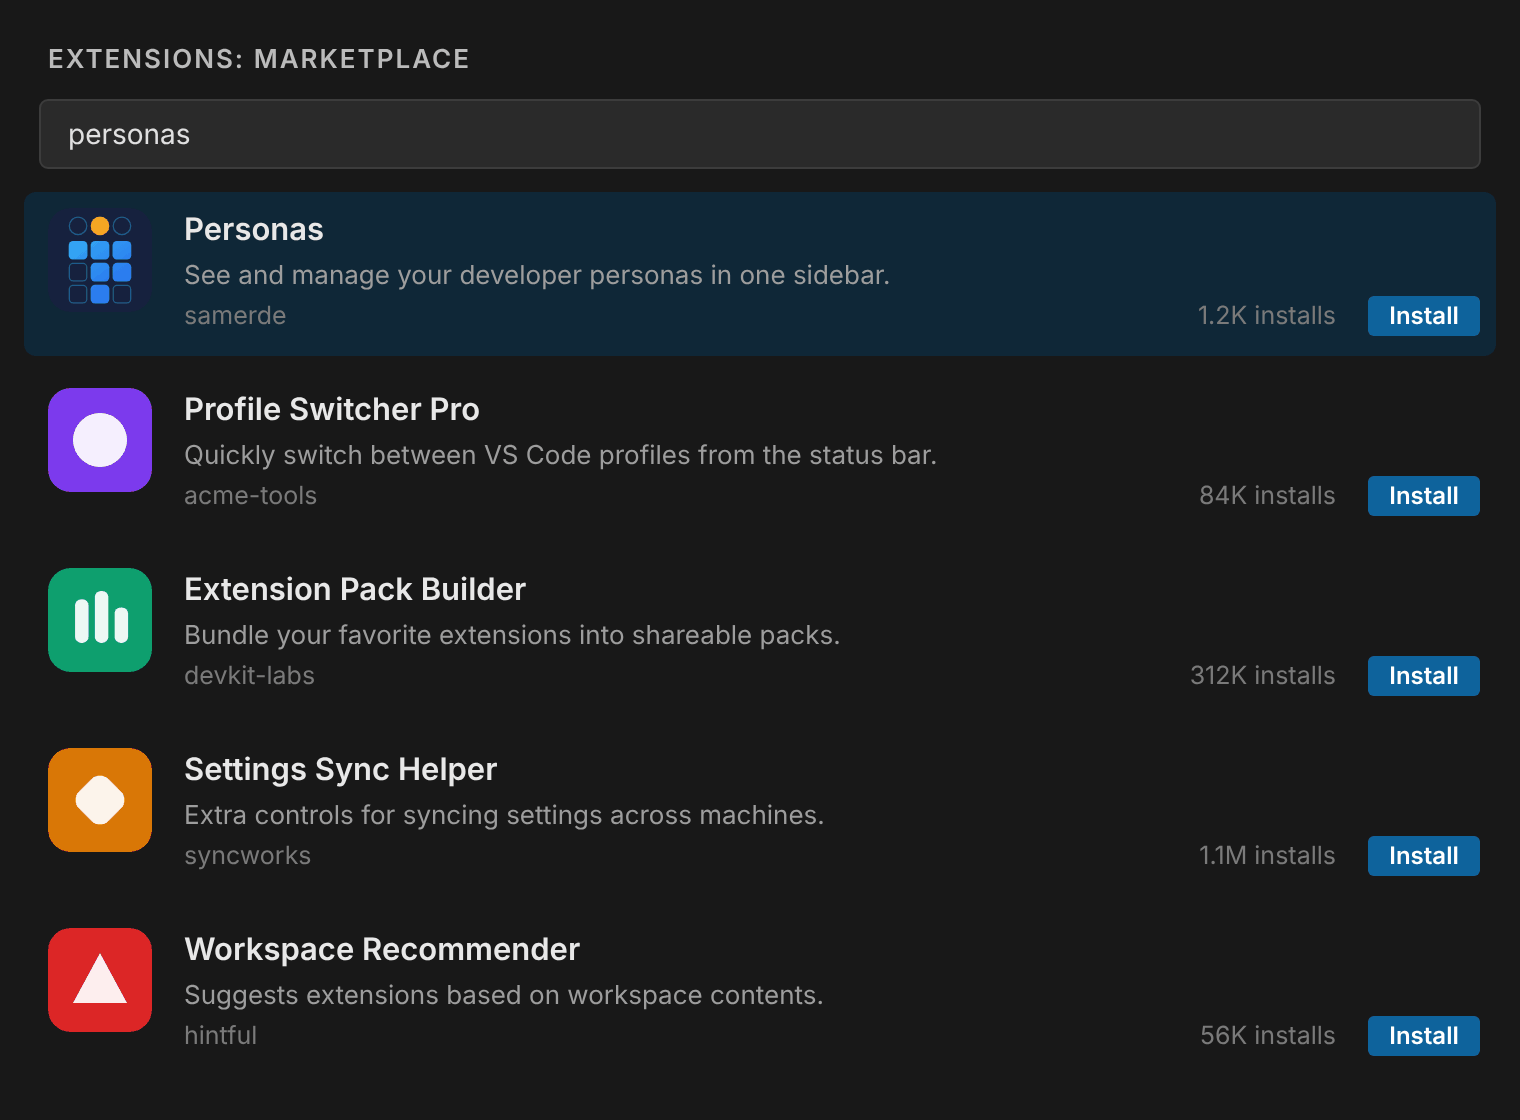 EXTENSIONS: MARKETPLACE
personas
Personas
See and manage your developer personas in one sidebar.
samerde
1.2K installs
Install
Profile Switcher Pro
Quickly switch between VS Code profiles from the status bar.
acme-tools
84K installs
Install
Extension Pack Builder
Bundle your favorite extensions into shareable packs.
devkit-labs
312K installs
Install
Settings Sync Helper
Extra controls for syncing settings across machines.
syncworks
1.1M installs
Install
Workspace Recommender
Suggests extensions based on workspace contents.
hintful
56K installs
Install